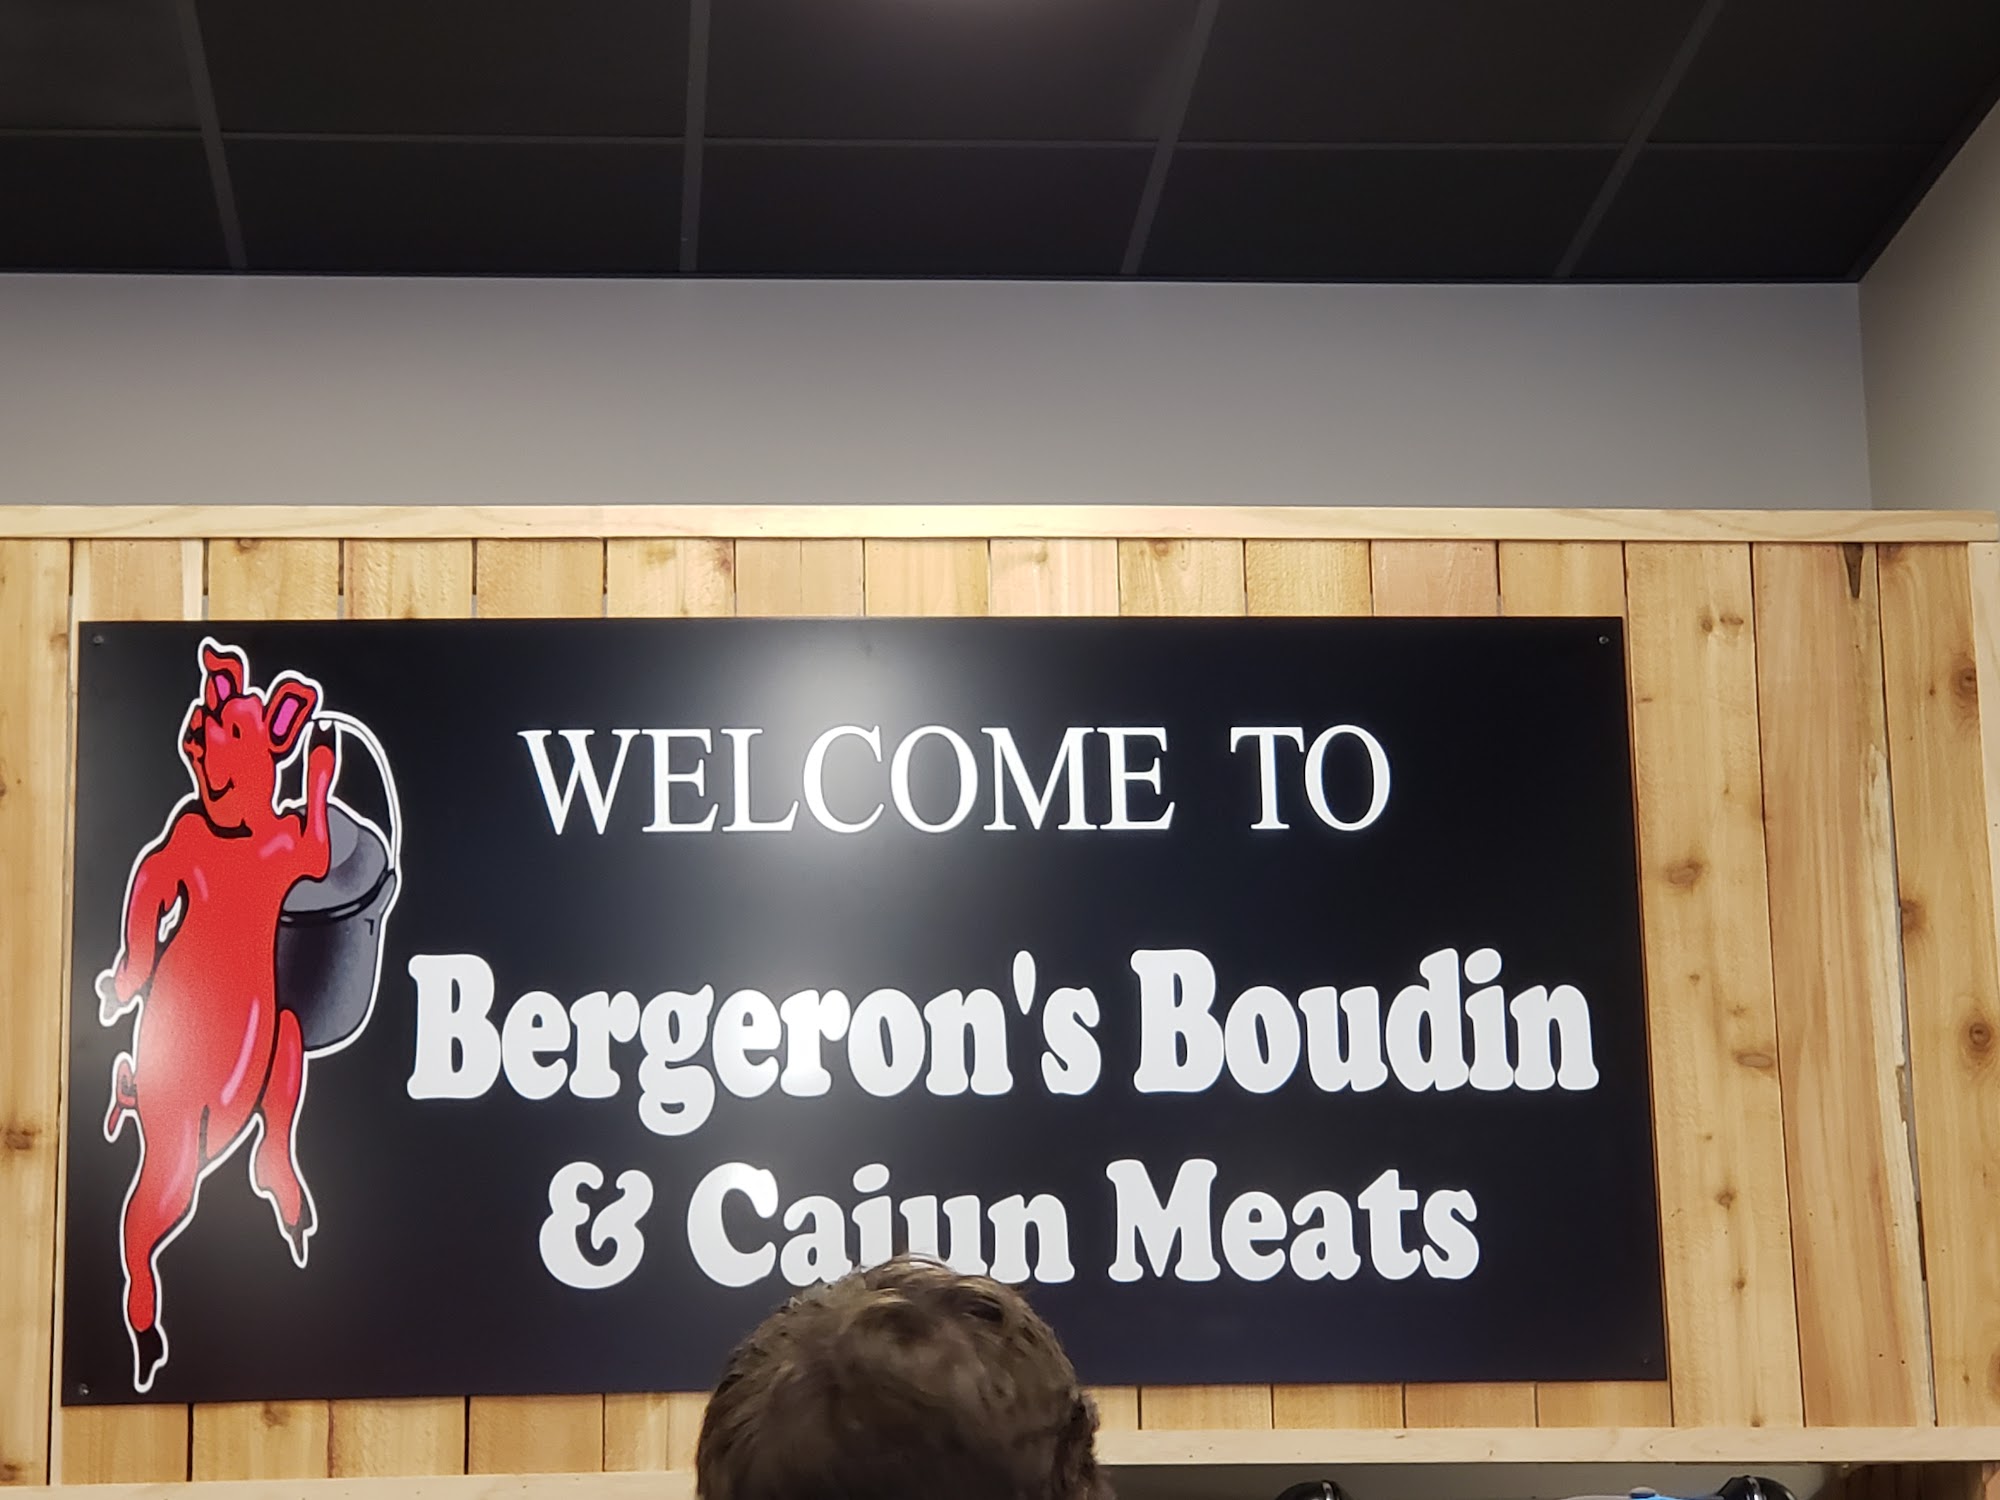 WELCOME TO
Bergeron's Boudin
& Cajun Meats